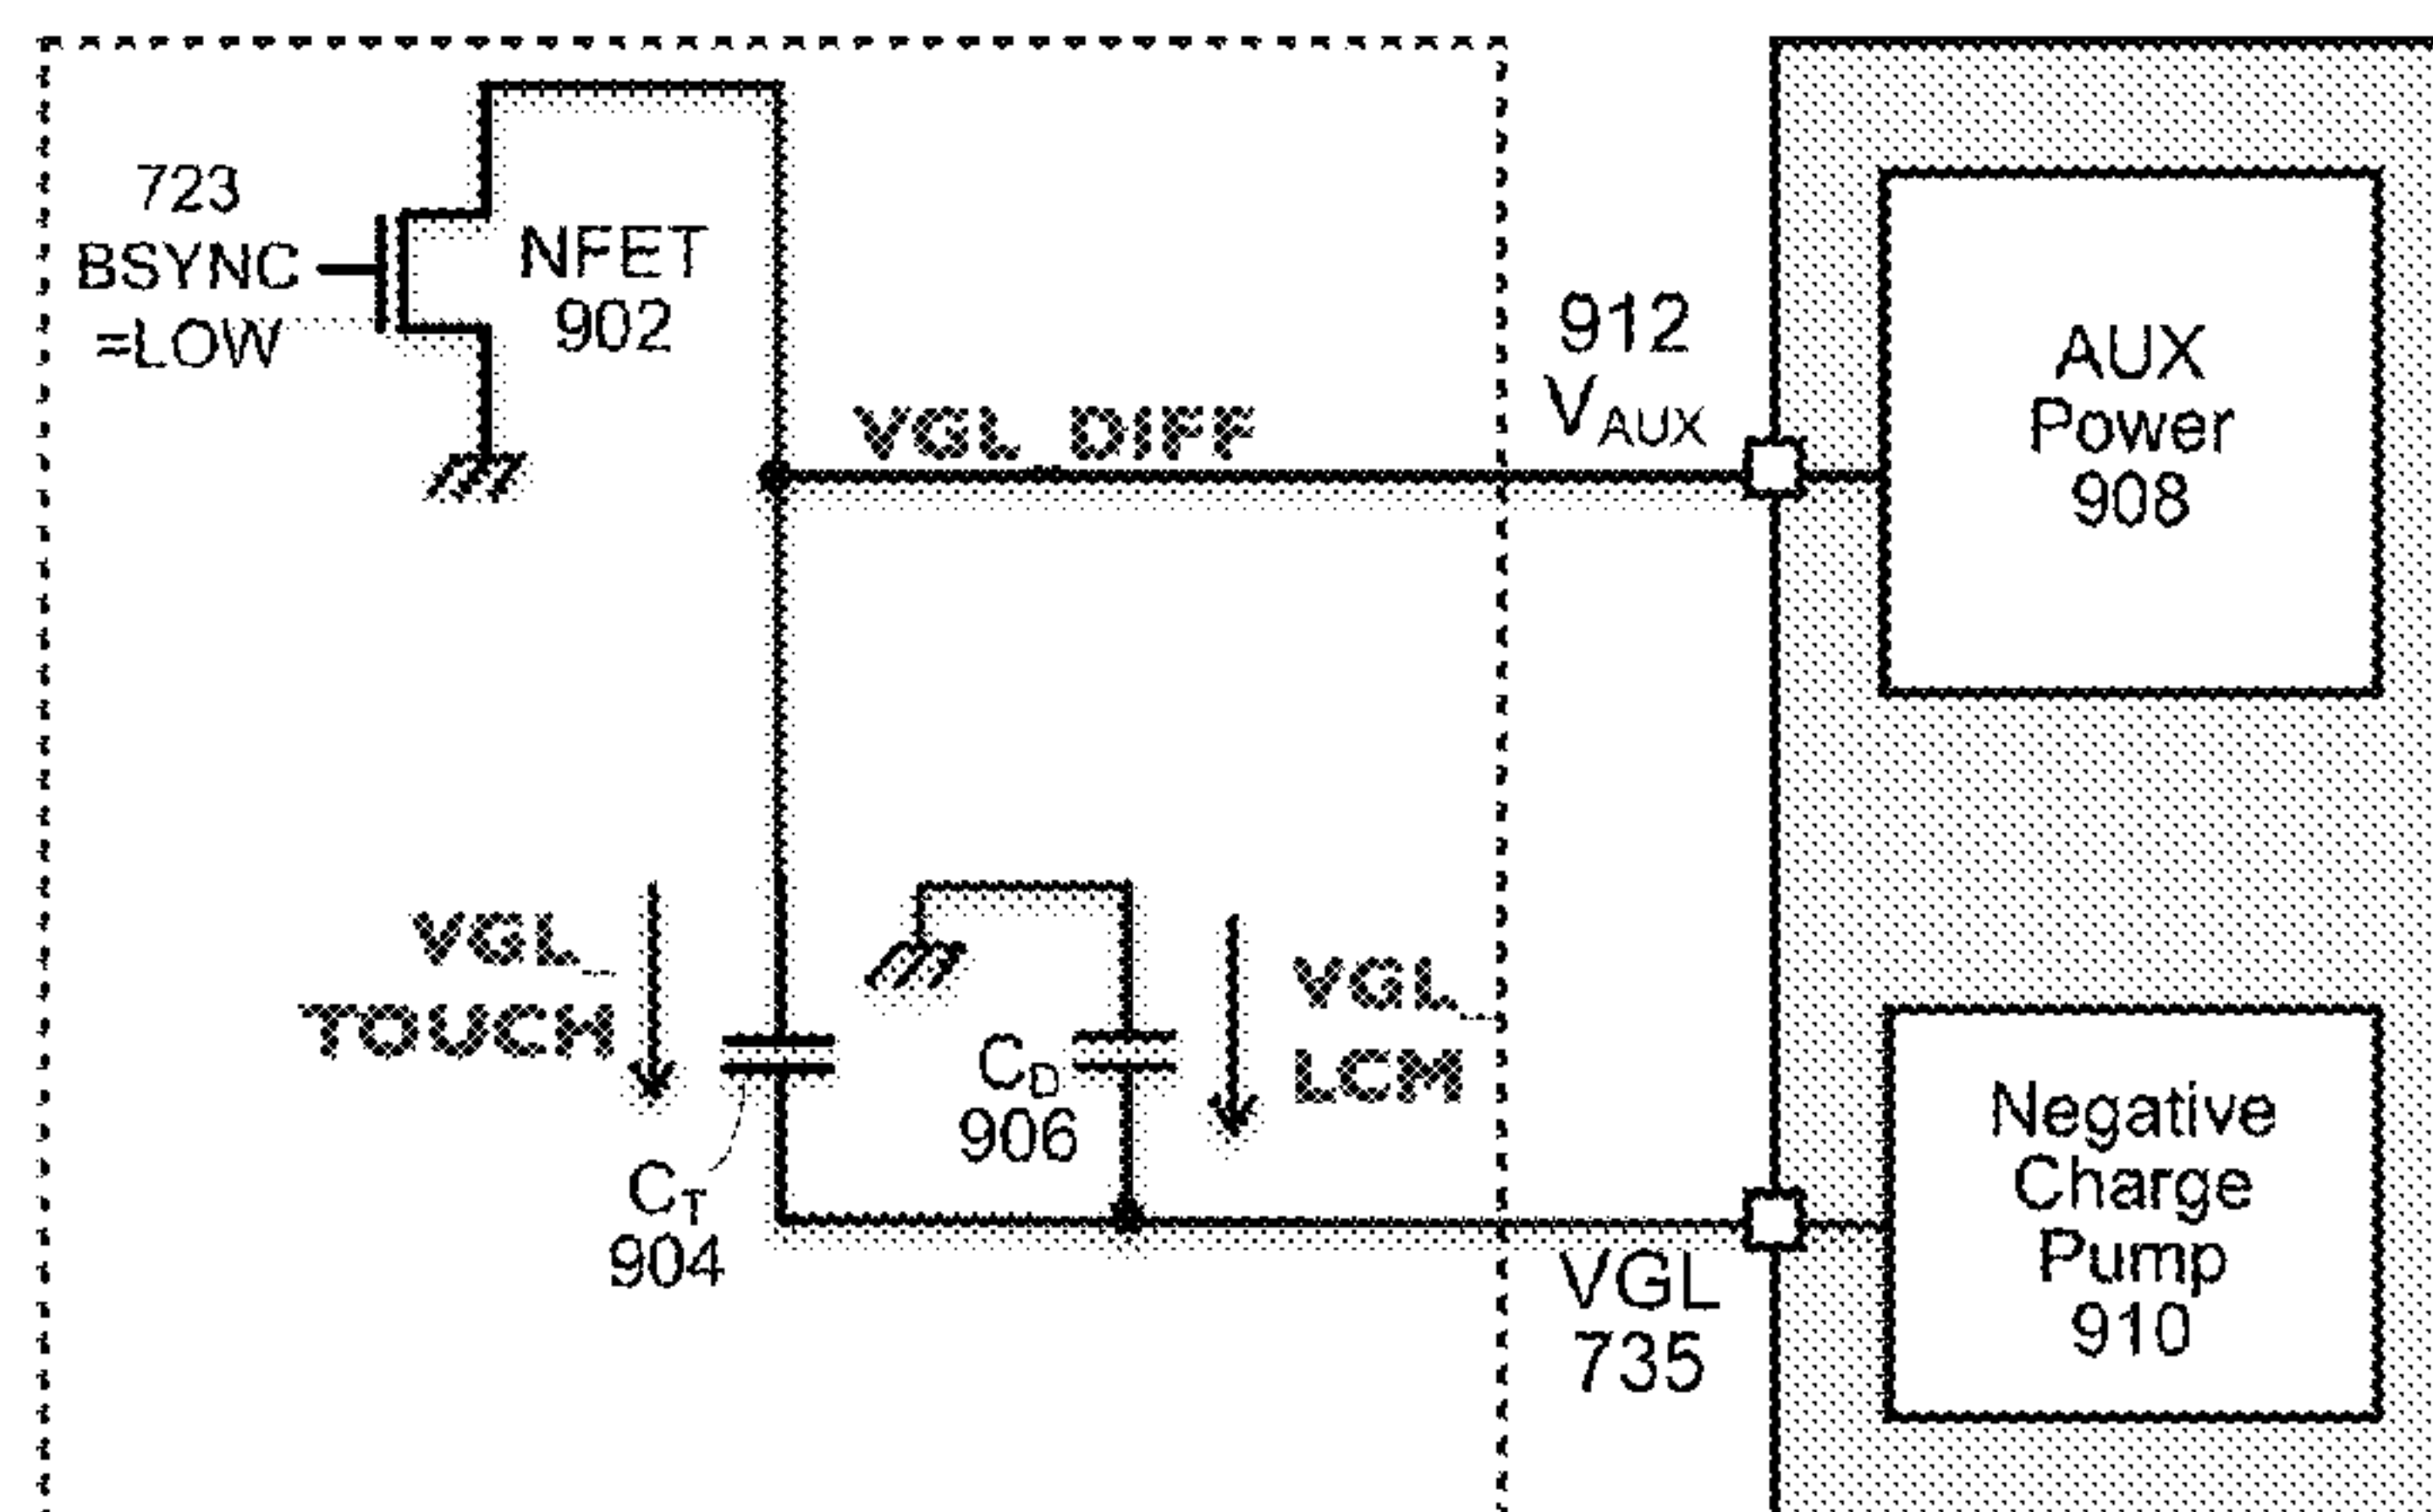 723
BSYNC
=LOW
NFET
902
VGL_DIFF
912
VAUX
AUX
Power
908
VGL_
TOUCH
CT
904
CD
906
VGL_
LCM
VGL
735
Negative
Charge
Pump
910